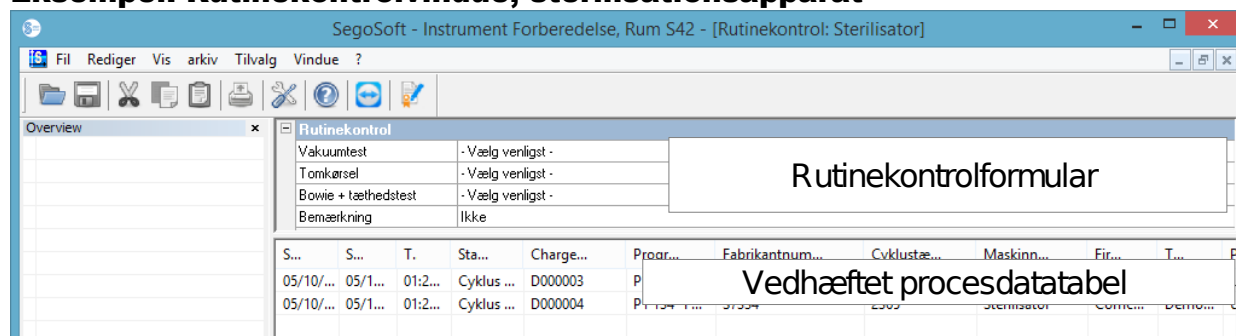 Eksempel: Rutinekontrolvindue, sterilisationsapparat
SegoSoft - Instrument Forberedelse, Rum S42 - [Rutinekontrol: Sterilisator]
Fil Rediger Vis arkiv Tilvalg Vindue ?
Overview
Rutinekontrol
Vakuumtest - Vælg venligst -
Tomkørsel - Vælg venligst -
Bowie + tæthedstest - Vælg venligst -
Bemærkning Ikke
Rutinekontrolformular
S... S... T. Sta... Charge... Progr... Fabrikantnum... Cyklustæ... Maskinn... Fir... T...
05/10/... 05/1... 01:2... Cyklus ... D000003
Vedhæftet procesdatatabel
05/10/... 05/1... 01:2... Cyklus ... D000004